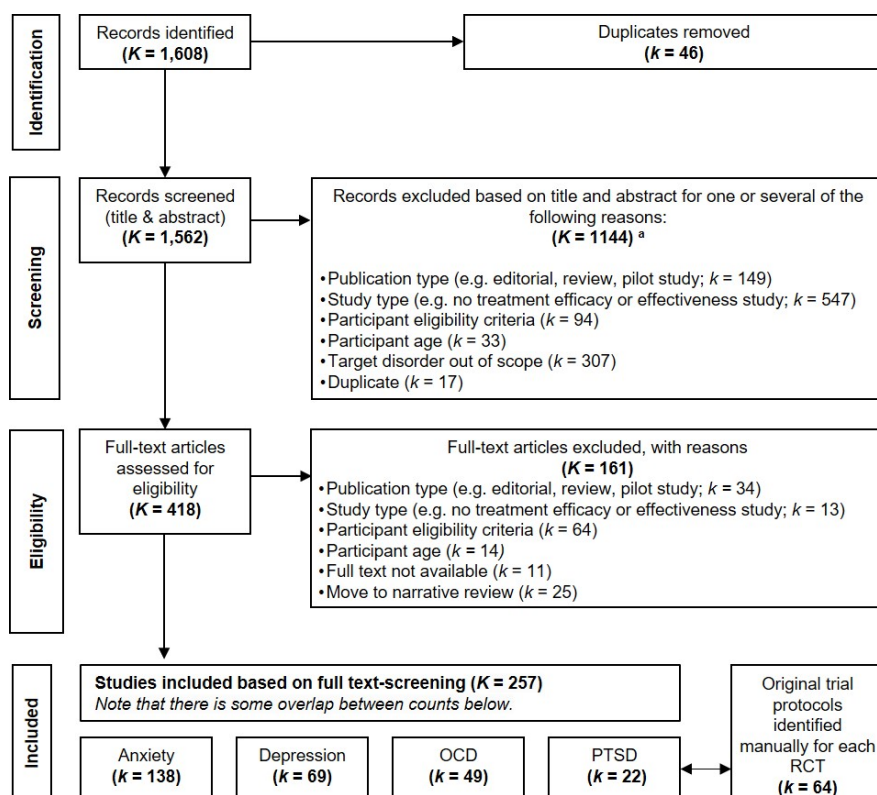 Identification
Records identified
(K = 1,608)
Duplicates removed
(k = 46)
Screening
Records screened
(title & abstract)
(K = 1,562)
Records excluded based on title and abstract for one or several of the
following reasons:
(K = 1144) a
•Publication type (e.g. editorial, review, pilot study; k = 149)
•Study type (e.g. no treatment efficacy or effectiveness study; k = 547)
•Participant eligibility criteria (k = 94)
•Participant age (k = 33)
•Target disorder out of scope (k = 307)
•Duplicate (k = 17)
Eligibility
Full-text articles
assessed for
eligibility
(K = 418)
Full-text articles excluded, with reasons
(K = 161)
•Publication type (e.g. editorial, review, pilot study; k = 34)
•Study type (e.g. no treatment efficacy or effectiveness study; k = 13)
•Participant eligibility criteria (k = 64)
•Participant age (k = 14)
•Full text not available (k = 11)
•Move to narrative review (k = 25)
Included
Studies included based on full text-screening (K = 257)
Note that there is some overlap between counts below.
Anxiety
(k = 138)
Depression
(k = 69)
OCD
(k = 49)
PTSD
(k = 22)
Original trial
protocols
identified
manually for each
RCT
(k = 64)